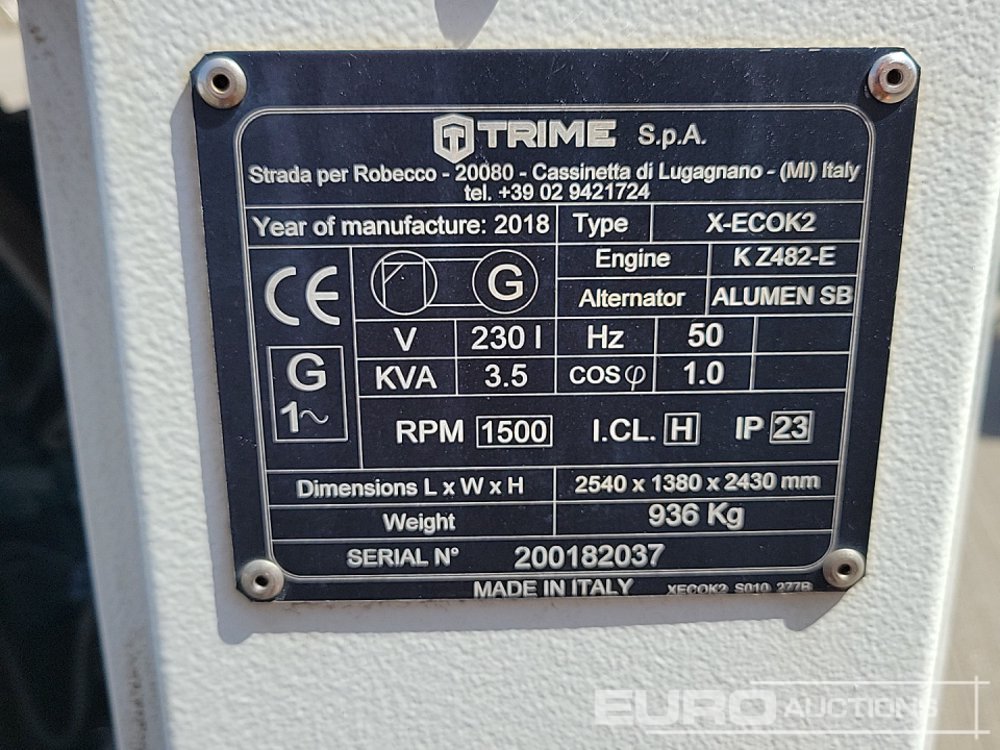 TRIME S.p.A.
Strada per Robecco - 20080 - Cassinetta di Lugagnano - (MI) Italy
tel. +39 02 9421724
Year of manufacture: 2018 Type X-ECOK2
CE G Engine K Z482-E
Alternator ALUMEN SB
V 230 I Hz 50
G 1~ KVA 3.5 COS φ 1.0
RPM 1500 I.CL. H IP 23
Dimensions L x W x H 2540 x 1380 x 2430 mm
Weight 936 Kg
SERIAL N° 200182037
MADE IN ITALY XECOK2_S010_277B
EURO AUCTIONS